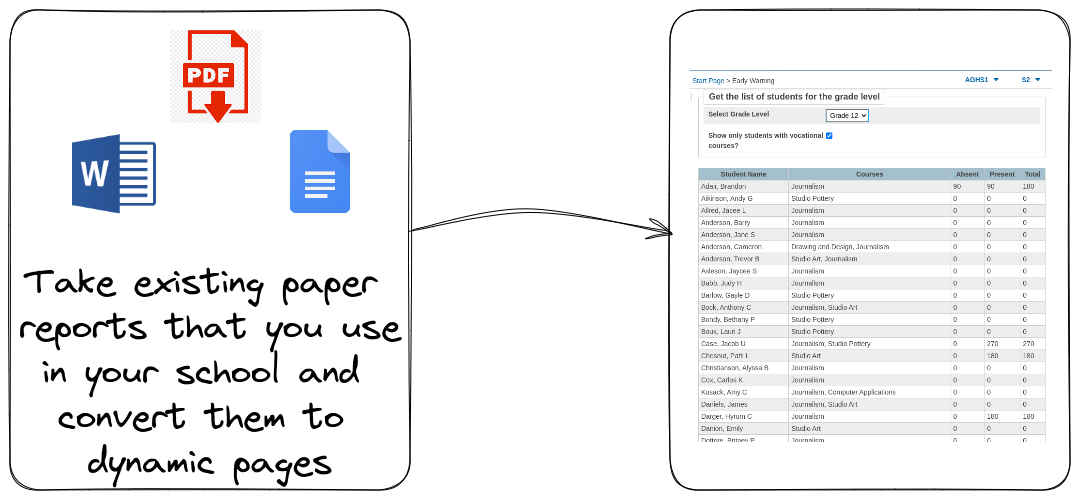 PDF
W
Take existing paper
reports that you use
in your school and
convert them to
dynamic pages
Start Page > Early Warning
AGHS1 S2
Get the list of students for the grade level
Select Grade Level Grade 12
Show only students with vocational
courses?
Student Name Courses Absent Present Total
Adair, Brandon Journalism 90 90 180
Aikinson, Andy G Studio Pottery 0 0 0
Allred, Jacee L Journalism 0 0 0
Anderson, Barry Journalism 0 0 0
Anderson, Jane S Journalism 0 0 0
Anderson, Cameron Drawing and Design, Journalism 0 0 0
Anderson, Trevor B Studio Art, Journalism 0 0 0
Asleson, Jaycee S Journalism 0 0 0
Babb, Judy H Journalism 0 0 0
Barlow, Gayle D Studio Pottery 0 0 0
Bock, Anthony C Journalism, Studio Art 0 0 0
Bondy, Bethany P Studio Pottery 0 0 0
Bouk, Lauri J Studio Pottery 0 0 0
Case, Jacob U Journalism, Studio Pottery 0 270 270
Chesnut, Patti L Studio Art 0 180 180
Christianson, Alyssa B Journalism 0 0 0
Cox, Carlos K Journalism 0 0 0
Kusack, Amy C Journalism, Computer Applications 0 0 0
Daniels, James Journalism, Studio Art 0 0 0
Darger, Hyrum C Journalism 0 180 180
Danion, Emily Studio Art 0 0 0
Dottore, Britney P Journalism 0 0 0